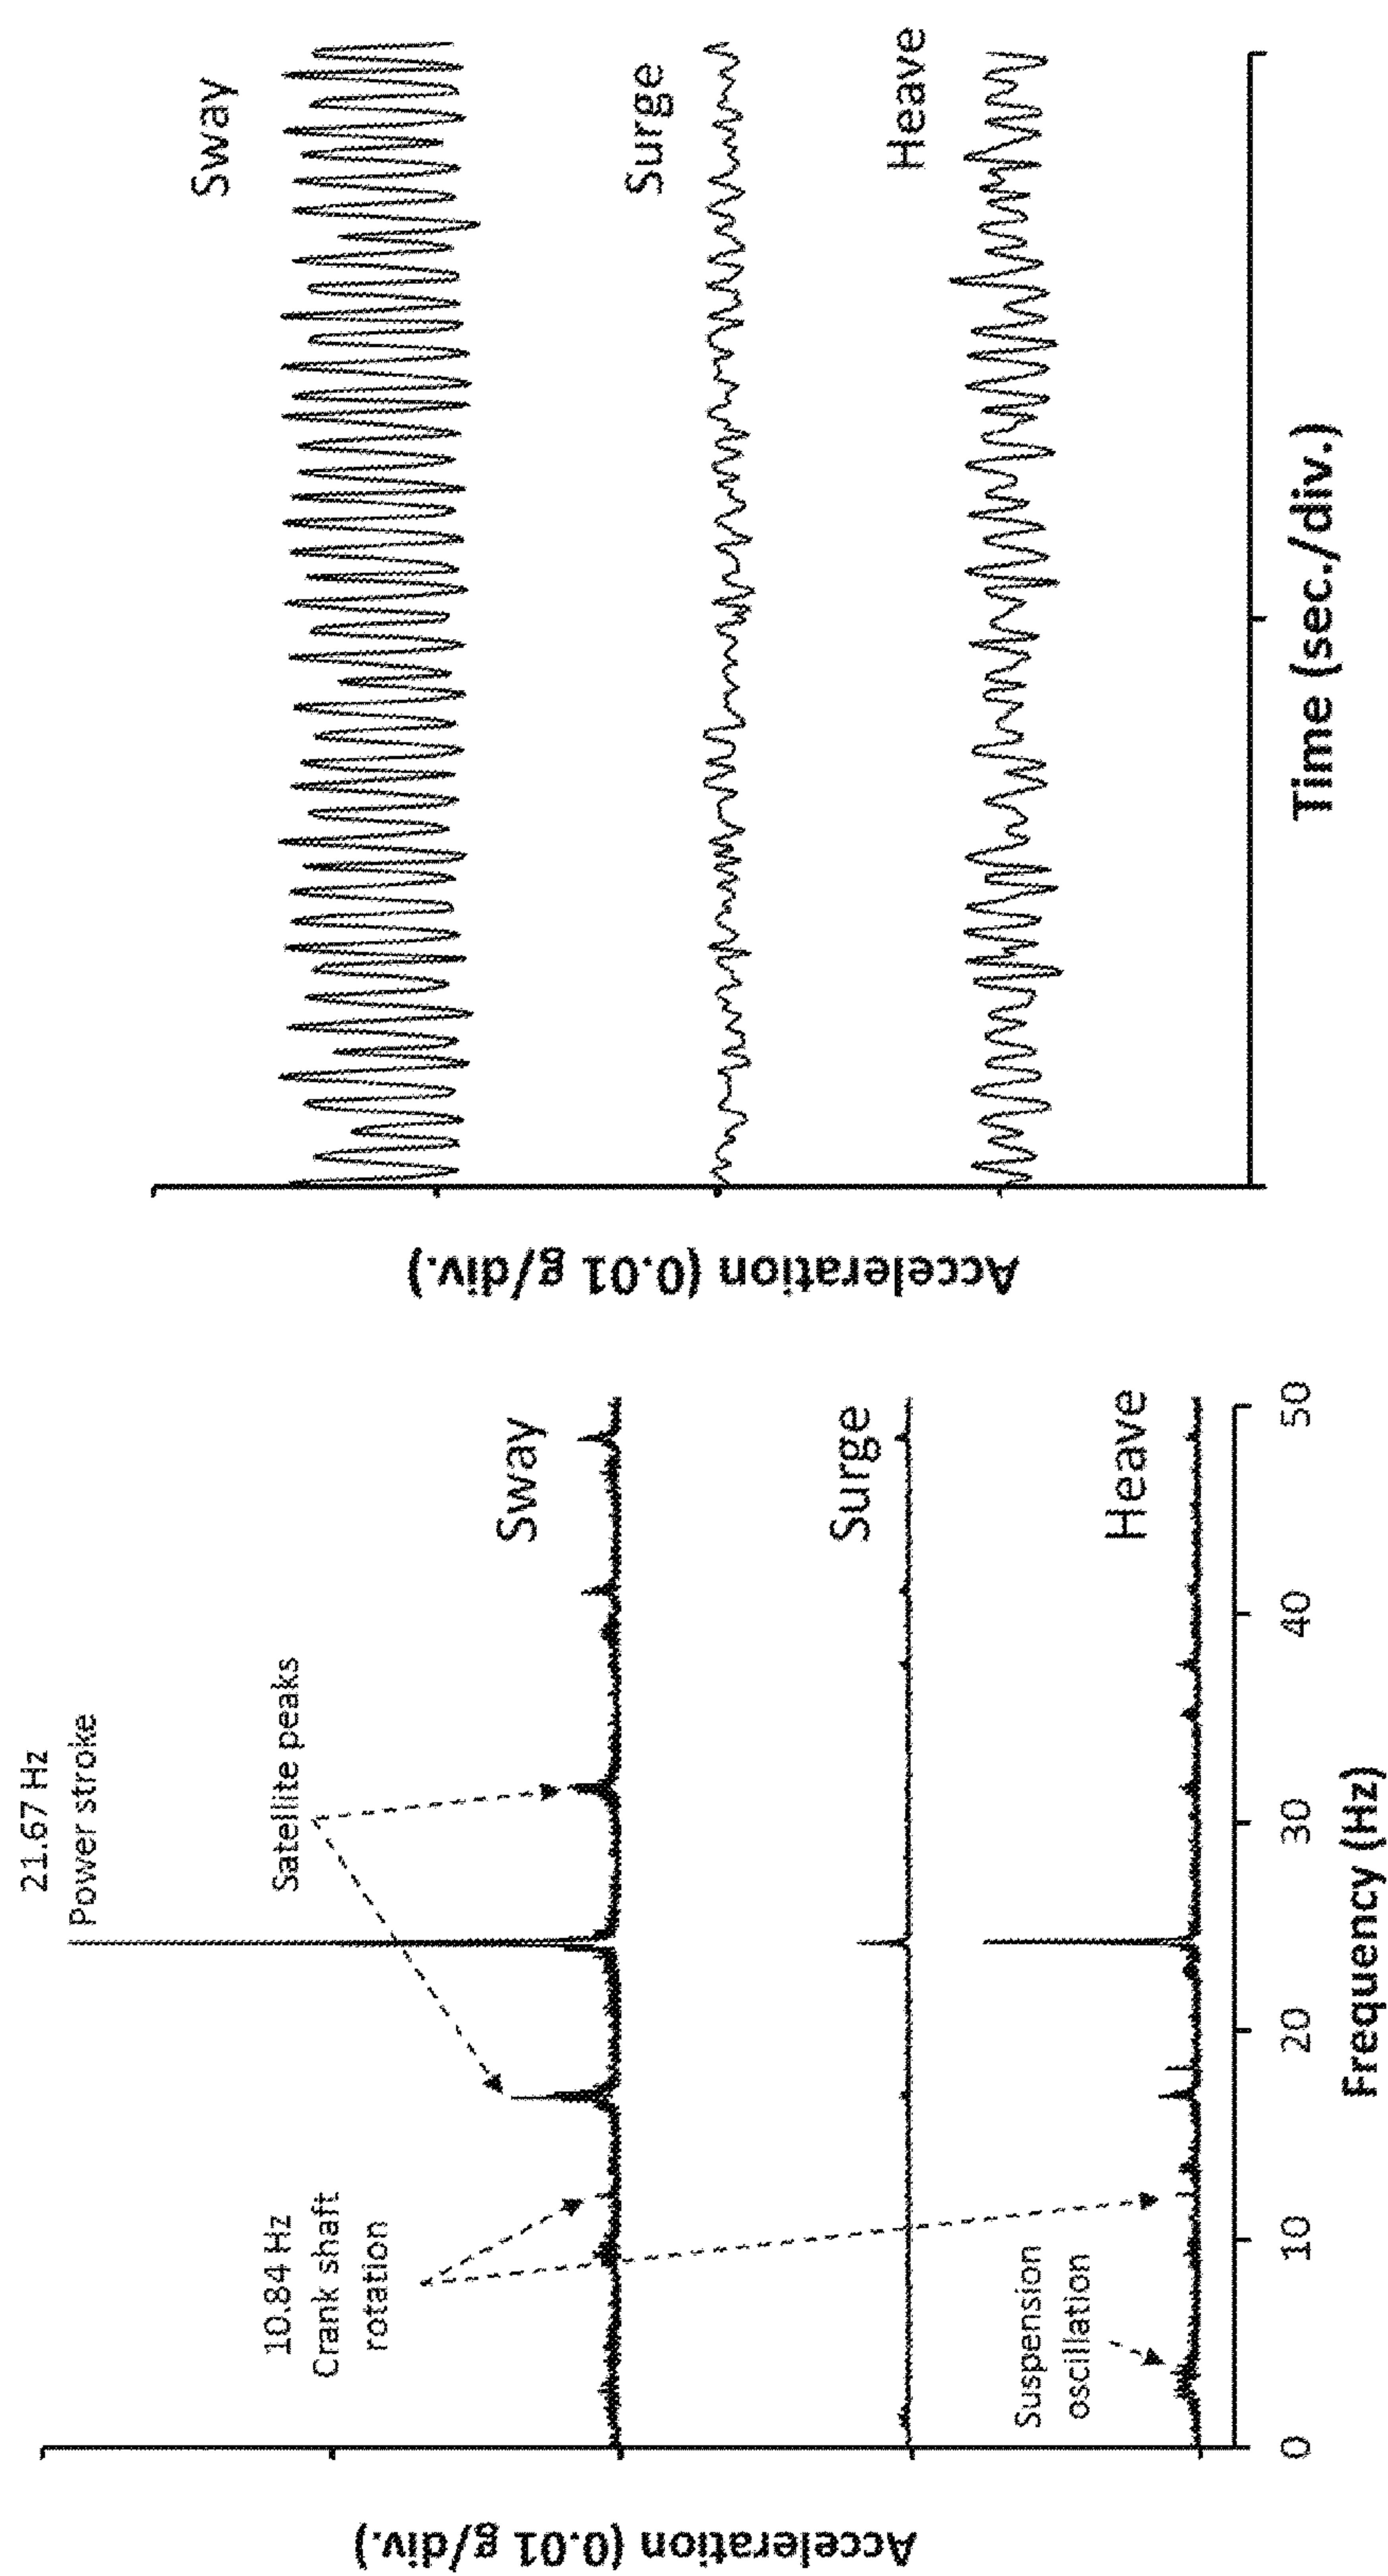 Acceleration (0.01 g/div.)
21.67 Hz
Power stroke
Satellite peaks
10.84 Hz
Crank shaft
rotation
Sway
Surge
Suspension
oscillation
Heave
0
10
20
30
40
50
Frequency (Hz)
Acceleration (0.01 g/div.)
Sway
Surge
Heave
Time (sec./div.)